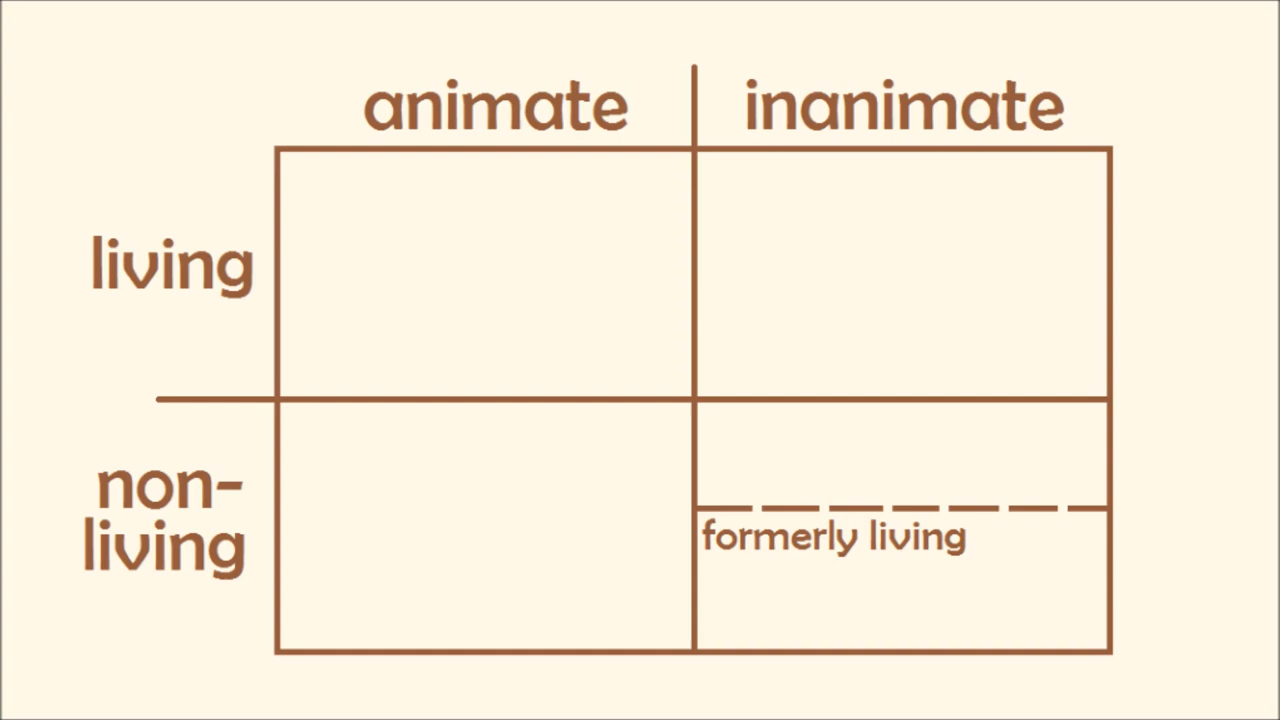 animate inanimate
living
non-
living
formerly living